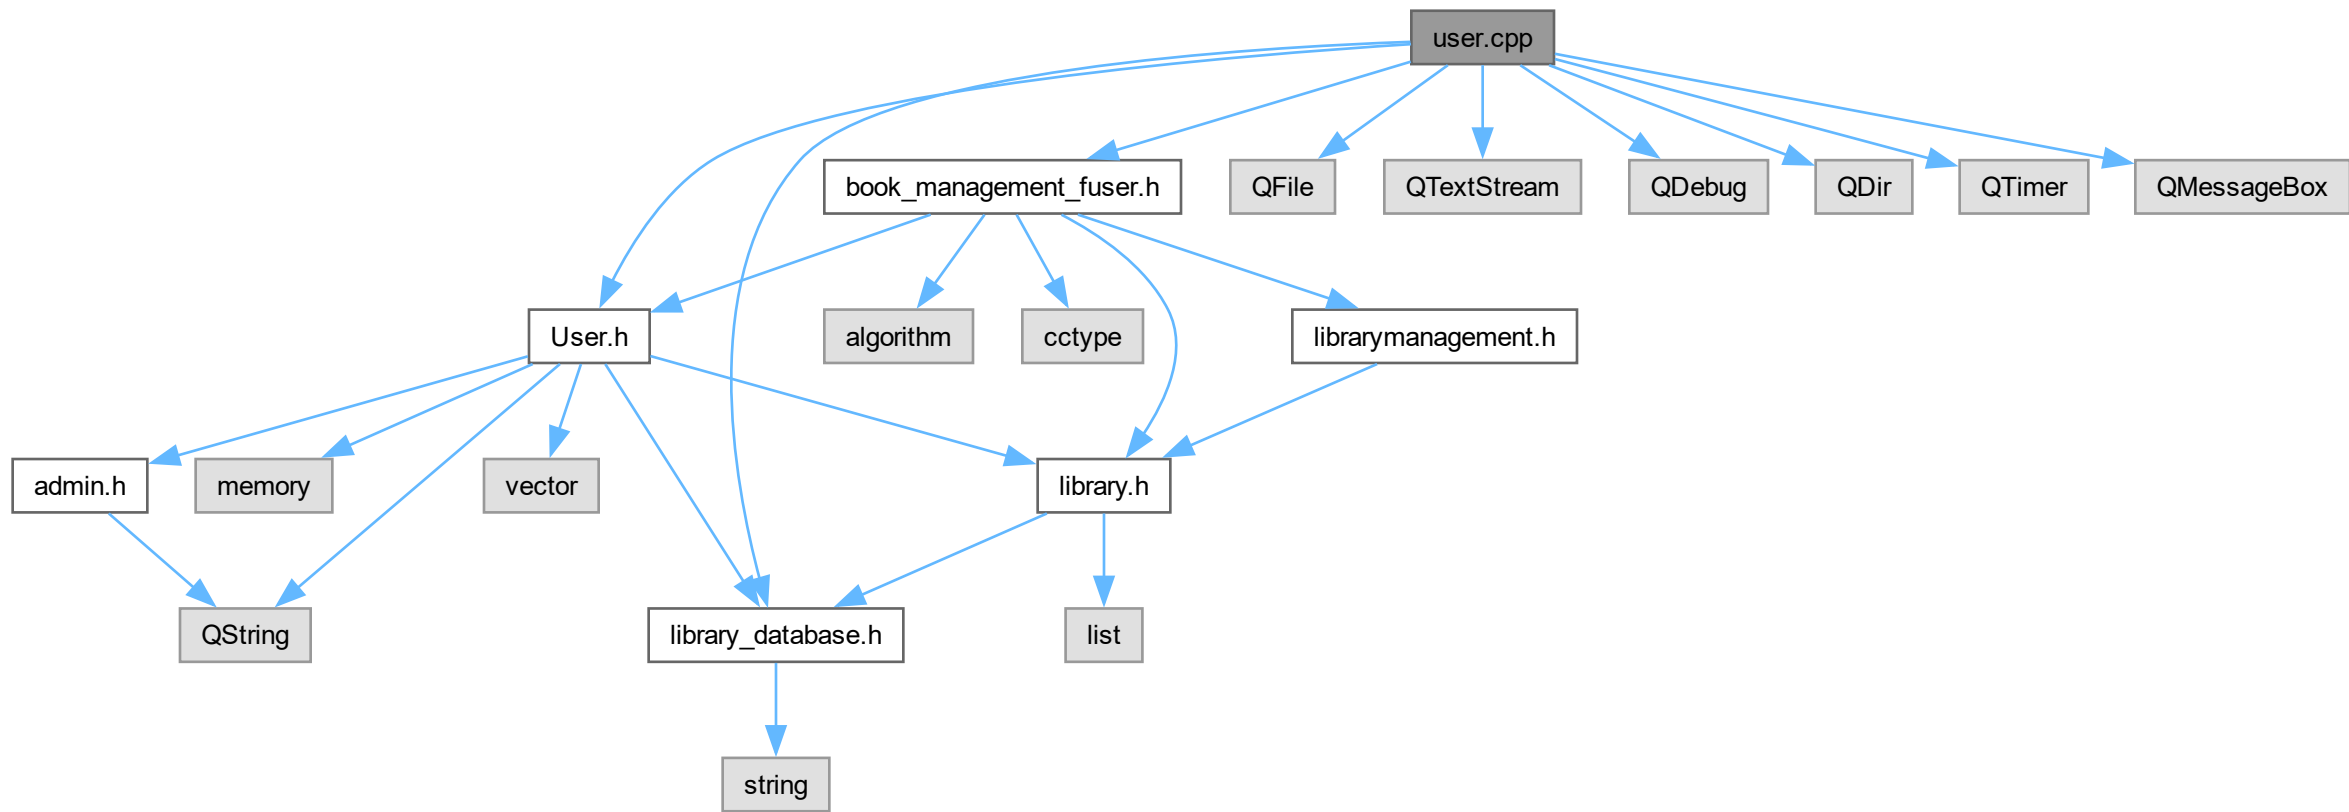 user.cpp
book_management_fuser.h
QFile
QTextStream
QDebug
QDir
QTimer
QMessageBox
User.h
algorithm
cctype
librarymanagement.h
admin.h
memory
vector
library.h
QString
library_database.h
list
string